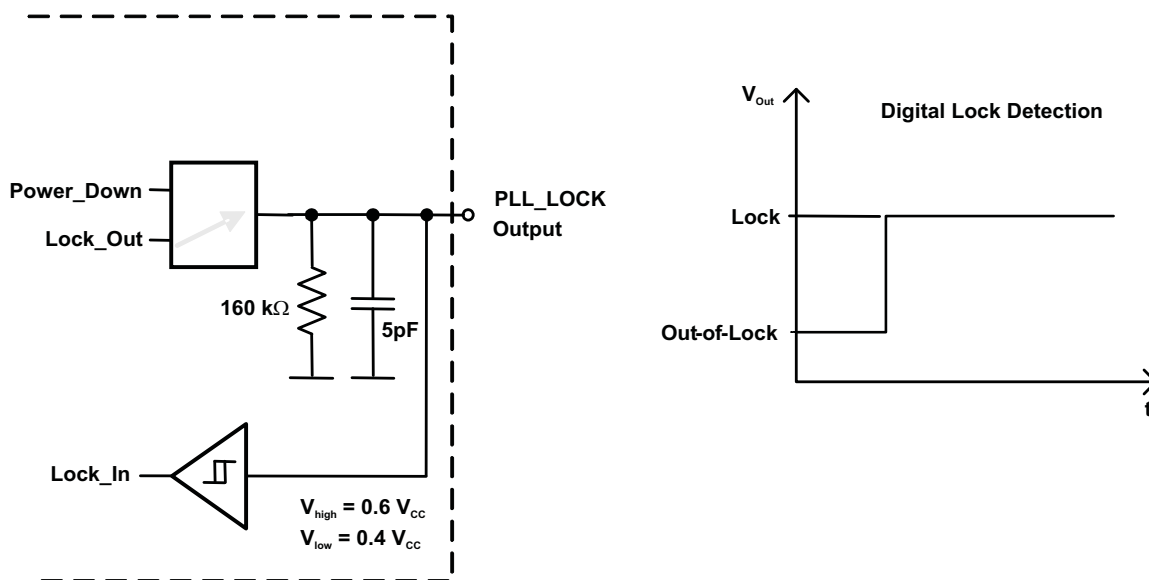 V_Out
Digital Lock Detection
Power_Down
PLL_LOCK
Output
Lock
Lock_Out
160 kΩ
5pF
Out-of-Lock
t
Lock_In
V_high = 0.6 V_CC
V_low = 0.4 V_CC